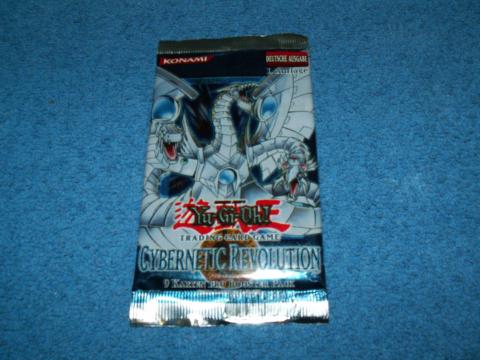 KONAMI
DEUTSCHE AUSGABE
1. Auflage
Yu-Gi-Oh!
TRADING CARD GAME
CYBERNETIC REVOLUTION
9 KARTEN PRO BOOSTER PACK